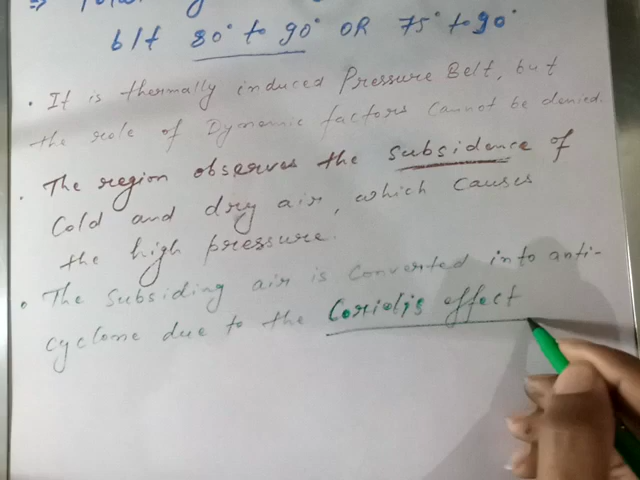 ⇒ Polar
b/t 80° to 90° OR 75° to 90°
• It is thermally induced Pressure Belt, but
the role of Dynamic factors cannot be denied.
• The region observes the subsidence of
Cold and dry air, which causes
the high pressure.
• The subsiding air is converted into anti-
cyclone due to the Coriolis effect